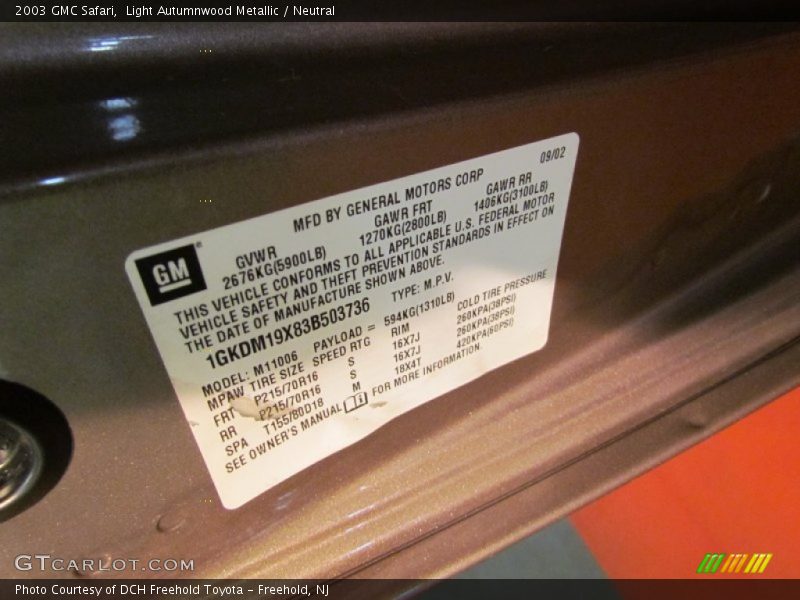 2003 GMC Safari,  Light Autumnwood Metallic / Neutral
09/02
MFD BY GENERAL MOTORS CORP
GM
GVWR GAWR FRT GAWR RR
2676KG(5900LB) 1270KG(2800LB) 1406KG(3100LB)
THIS VEHICLE CONFORMS TO ALL APPLICABLE U.S. FEDERAL MOTOR
VEHICLE SAFETY AND THEFT PREVENTION STANDARDS IN EFFECT ON
THE DATE OF MANUFACTURE SHOWN ABOVE.
1GKDM19X83B503736 TYPE: M.P.V.
MODEL: M11006 PAYLOAD = 594KG(1310LB)
MPAW TIRE SIZE SPEED RTG RIM COLD TIRE PRESSURE
FRT P215/70R16 S 16X7J 260KPA(38PSI)
RR P215/70R16 S 16X7J 260KPA(38PSI)
SPA T155/80D18 M 18X4T 420KPA(60PSI)
SEE OWNER'S MANUAL FOR MORE INFORMATION.
GTCARLOT.COM
Photo Courtesy of DCH Freehold Toyota - Freehold, NJ